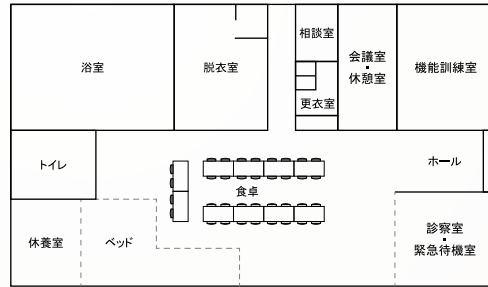 浴室
脱衣室
相談室
更衣室
会議室
・
休憩室
機能訓練室
トイレ
食卓
ホール
休養室
ベッド
診察室
・
緊急待機室